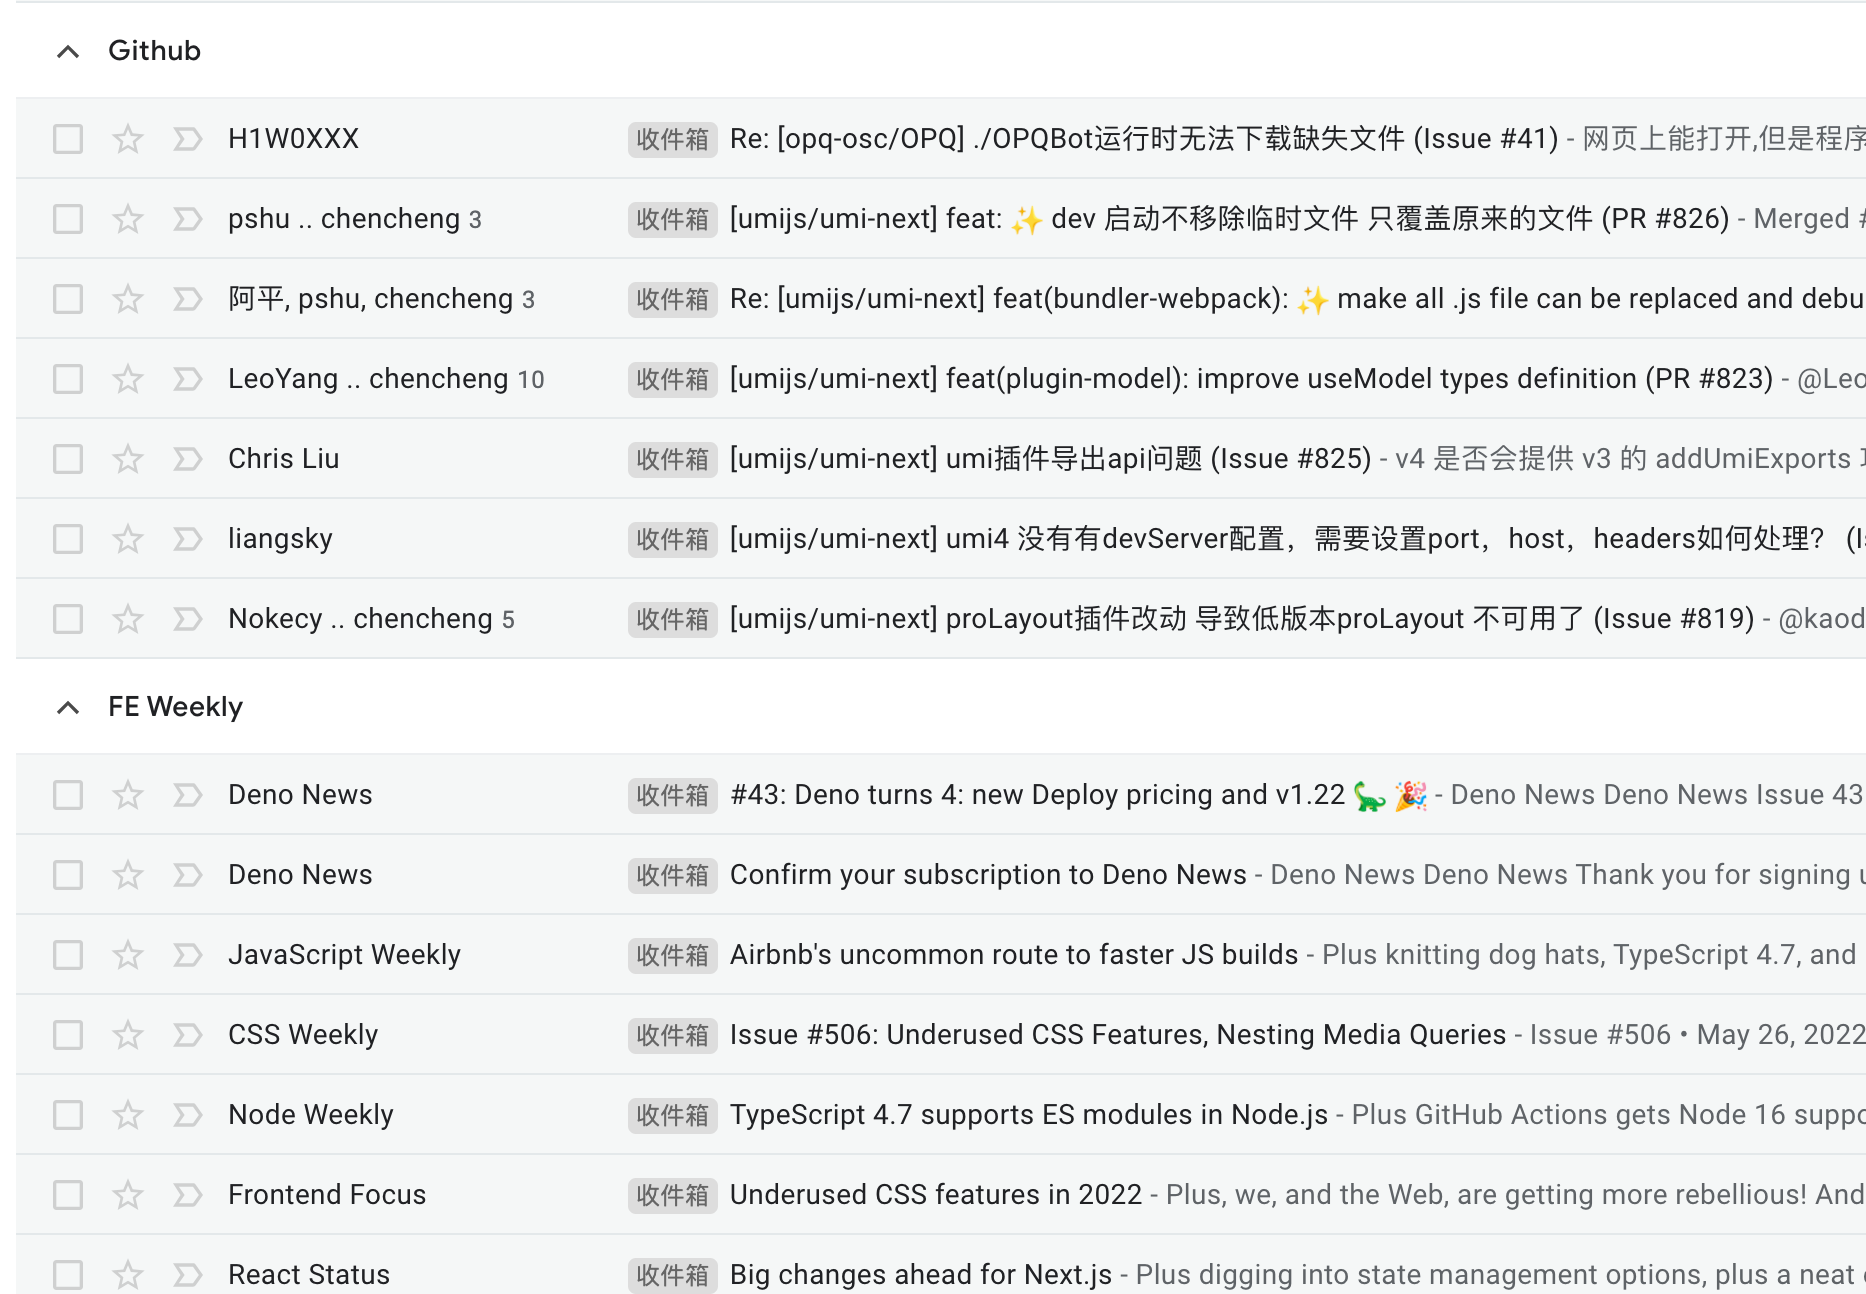 Github
H1W0XXX 收件箱 Re: [opq-osc/OPQ] ./OPQBot运行时无法下载缺失文件 (Issue #41) - 网页上能打开,但是程序
pshu .. chencheng 3 收件箱 [umijs/umi-next] feat: ✨ dev 启动不移除临时文件 只覆盖原来的文件 (PR #826) - Merged #
阿平, pshu, chencheng 3 收件箱 Re: [umijs/umi-next] feat(bundler-webpack): ✨ make all .js file can be replaced and debu
LeoYang .. chencheng 10 收件箱 [umijs/umi-next] feat(plugin-model): improve useModel types definition (PR #823) - @Leo
Chris Liu 收件箱 [umijs/umi-next] umi插件导出api问题 (Issue #825) - v4 是否会提供 v3 的 addUmiExports
liangsky 收件箱 [umijs/umi-next] umi4 没有有devServer配置，需要设置port，host，headers如何处理？ (I
Nokecy .. chencheng 5 收件箱 [umijs/umi-next] proLayout插件改动 导致低版本proLayout 不可用了 (Issue #819) - @kaod
FE Weekly
Deno News 收件箱 #43: Deno turns 4: new Deploy pricing and v1.22 🦕 🎉 - Deno News Deno News Issue 43
Deno News 收件箱 Confirm your subscription to Deno News - Deno News Deno News Thank you for signing u
JavaScript Weekly 收件箱 Airbnb's uncommon route to faster JS builds - Plus knitting dog hats, TypeScript 4.7, and
CSS Weekly 收件箱 Issue #506: Underused CSS Features, Nesting Media Queries - Issue #506 • May 26, 2022
Node Weekly 收件箱 TypeScript 4.7 supports ES modules in Node.js - Plus GitHub Actions gets Node 16 suppo
Frontend Focus 收件箱 Underused CSS features in 2022 - Plus, we, and the Web, are getting more rebellious! And
React Status 收件箱 Big changes ahead for Next.js - Plus digging into state management options, plus a neat